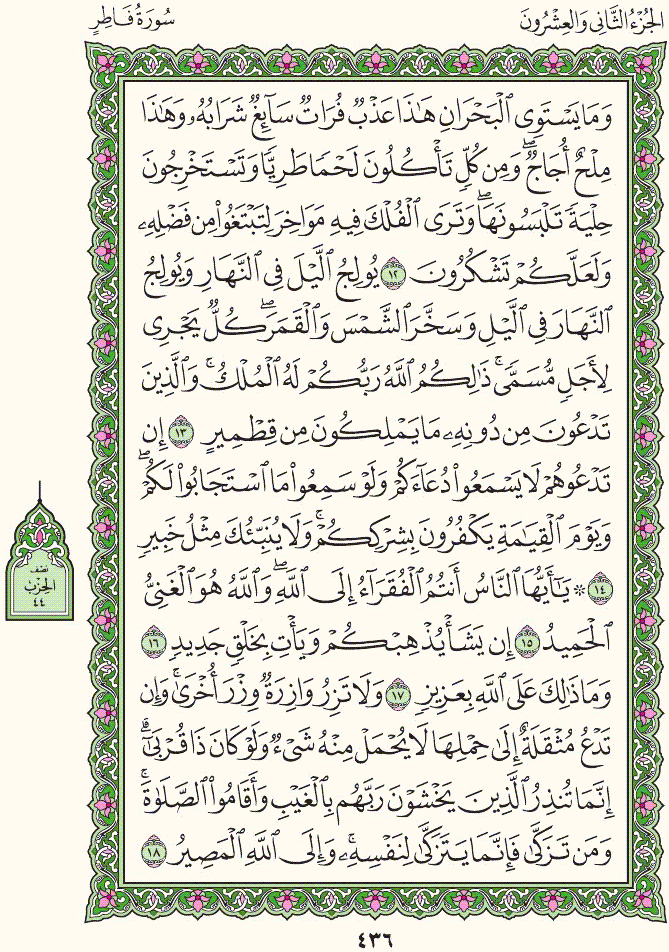 الجُزْءُ الثَّانِي وَالعِشْرُونَ
سُورَةُ فَاطِرٍ
وَمَا يَسْتَوِى ٱلْبَحْرَانِ هَٰذَا عَذْبٌ فُرَاتٌ سَآئِغٌ شَرَابُهُۥ وَهَٰذَا
مِلْحٌ أُجَاجٌ ۖ وَمِن كُلٍّ تَأْكُلُونَ لَحْمًا طَرِيًّا وَتَسْتَخْرِجُونَ
حِلْيَةً تَلْبَسُونَهَا ۖ وَتَرَى ٱلْفُلْكَ فِيهِ مَوَاخِرَ لِتَبْتَغُوا۟ مِن فَضْلِهِۦ
وَلَعَلَّكُمْ تَشْكُرُونَ ١٢ يُولِجُ ٱلَّيْلَ فِى ٱلنَّهَارِ وَيُولِجُ
ٱلنَّهَارَ فِى ٱلَّيْلِ وَسَخَّرَ ٱلشَّمْسَ وَٱلْقَمَرَ ۖ كُلٌّ يَجْرِى
لِأَجَلٍ مُّسَمًّى ۚ ذَٰلِكُمُ ٱللَّهُ رَبُّكُمْ لَهُ ٱلْمُلْكُ ۚ وَٱلَّذِينَ
تَدْعُونَ مِن دُونِهِۦ مَا يَمْلِكُونَ مِن قِطْمِيرٍ ١٣ إِن
تَدْعُوهُمْ لَا يَسْمَعُوا۟ دُعَآءَكُمْ وَلَوْ سَمِعُوا۟ مَا ٱسْتَجَابُوا۟ لَكُمْ ۖ
وَيَوْمَ ٱلْقِيَٰمَةِ يَكْفُرُونَ بِشِرْكِكُمْ ۚ وَلَا يُنَبِّئُكَ مِثْلُ خَبِيرٍ
١٤ ۞ يَٰٓأَيُّهَا ٱلنَّاسُ أَنتُمُ ٱلْفُقَرَآءُ إِلَى ٱللَّهِ ۖ وَٱللَّهُ هُوَ ٱلْغَنِىُّ
ٱلْحَمِيدُ ١٥ إِن يَشَأْ يُذْهِبْكُمْ وَيَأْتِ بِخَلْقٍ جَدِيدٍ ١٦
وَمَا ذَٰلِكَ عَلَى ٱللَّهِ بِعَزِيزٍ ١٧ وَلَا تَزِرُ وَازِرَةٌ وِزْرَ أُخْرَىٰ ۚ وَإِن
تَدْعُ مُثْقَلَةٌ إِلَىٰ حِمْلِهَا لَا يُحْمَلْ مِنْهُ شَىْءٌ وَلَوْ كَانَ ذَا قُرْبَىٰٓ ۗ
إِنَّمَا تُنذِرُ ٱلَّذِينَ يَخْشَوْنَ رَبَّهُم بِٱلْغَيْبِ وَأَقَامُوا۟ ٱلصَّلَوٰةَ ۚ
وَمَن تَزَكَّىٰ فَإِنَّمَا يَتَزَكَّىٰ لِنَفْسِهِۦ ۚ وَإِلَى ٱللَّهِ ٱلْمَصِيرُ ١٨
نصف
الحزب
٤٤
٤٣٦